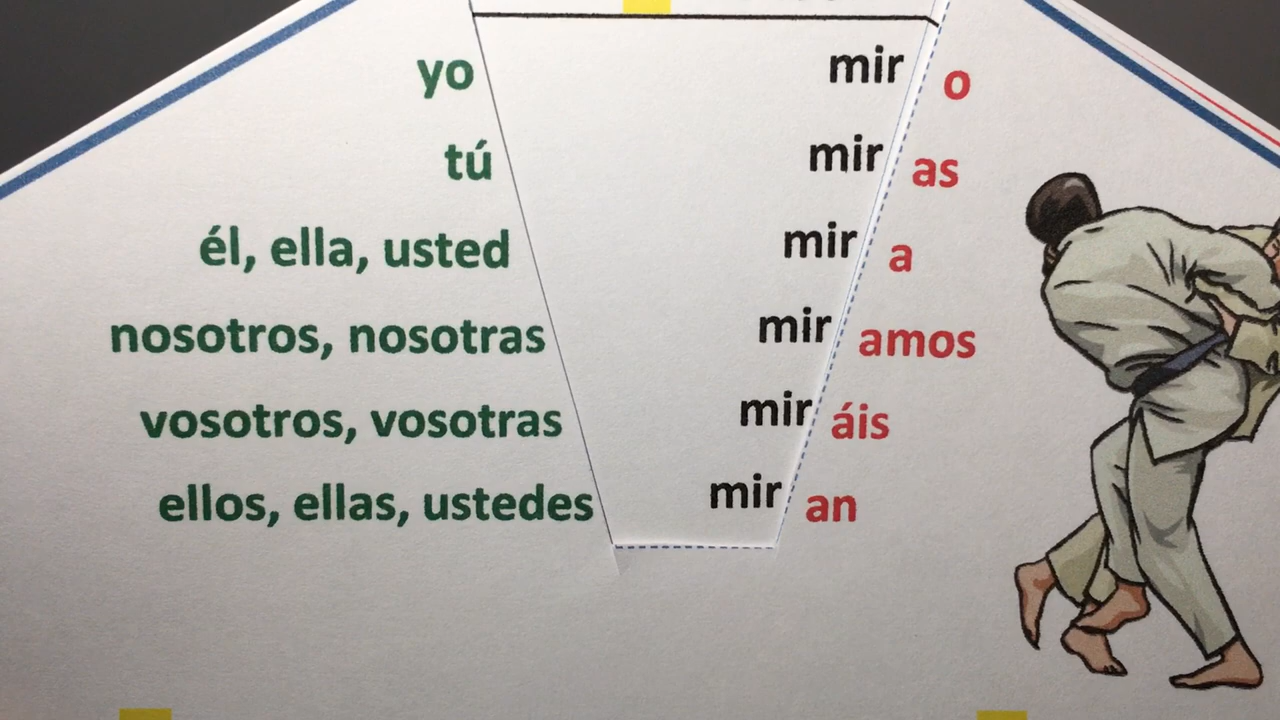 yo mir o
tú mir as
él, ella, usted mir a
nosotros, nosotras mir amos
vosotros, vosotras mir áis
ellos, ellas, ustedes mir an